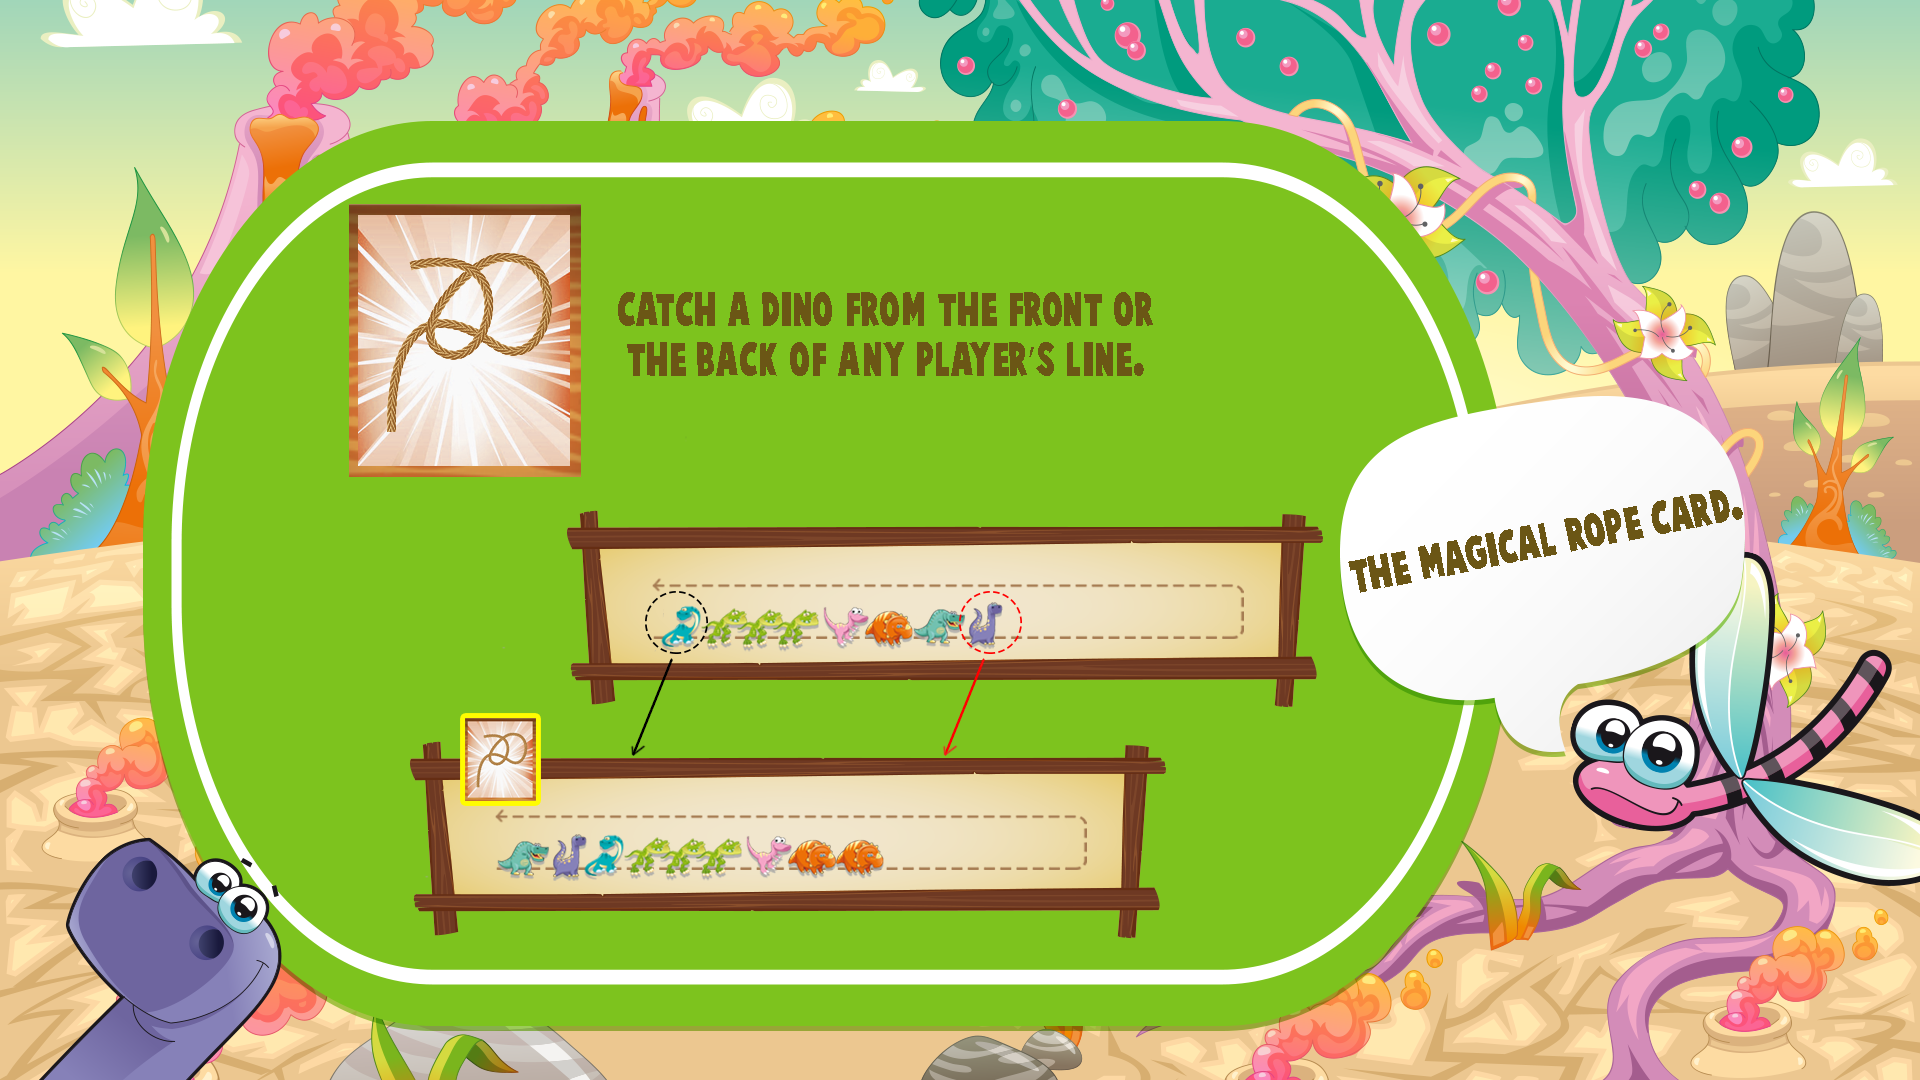 CATCH A DINO FROM THE FRONT OR
THE BACK OF ANY PLAYER'S LINE.
THE MAGICAL ROPE CARD.